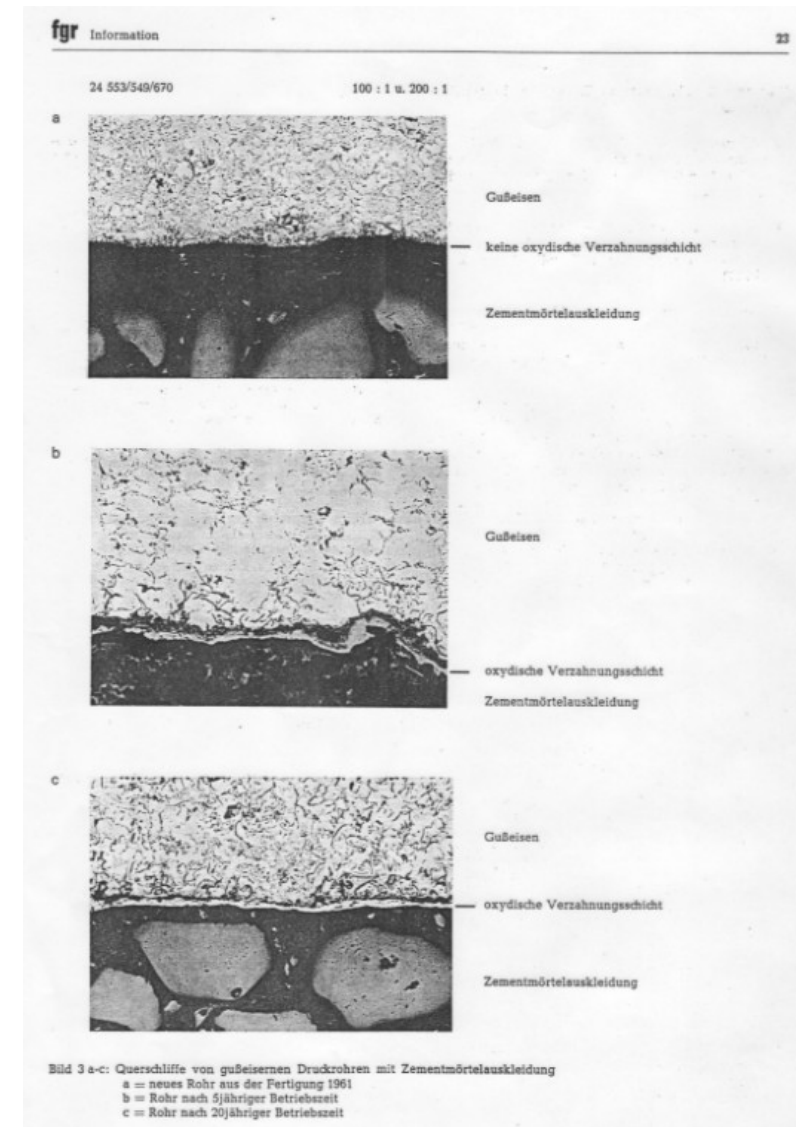 fgr Information 23
24 553/549/670 100 : 1 u. 200 : 1
a
Gußeisen
keine oxydische Verzahnungsschicht
Zementmörtelauskleidung
b
Gußeisen
oxydische Verzahnungsschicht
Zementmörtelauskleidung
c
Gußeisen
oxydische Verzahnungsschicht
Zementmörtelauskleidung
Bild 3 a-c: Querschliffe von gußeisernen Druckrohren mit Zementmörtelauskleidung
a = neues Rohr aus der Fertigung 1961
b = Rohr nach 5jähriger Betriebszeit
c = Rohr nach 20jähriger Betriebszeit